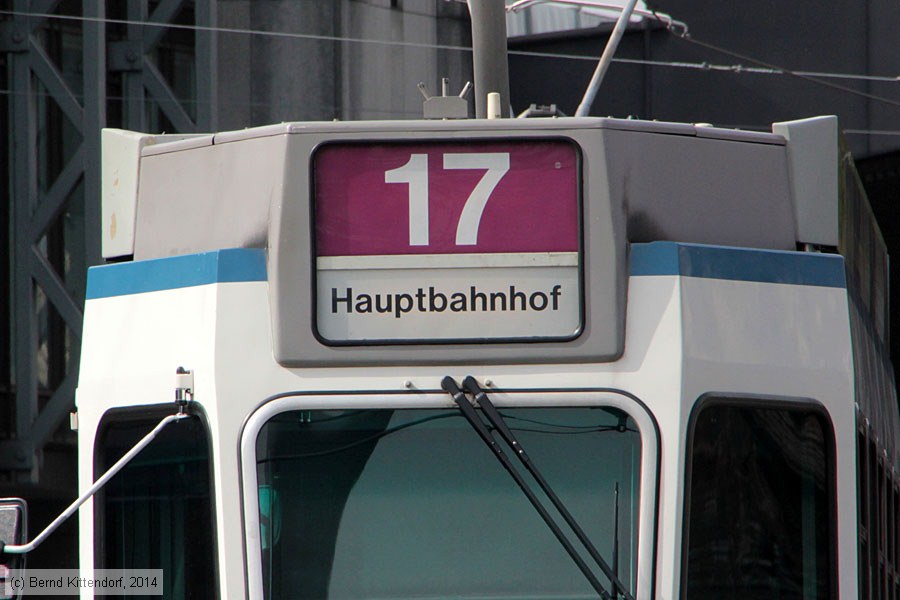 17
Hauptbahnhof
(c) Bernd Kittendorf, 2014